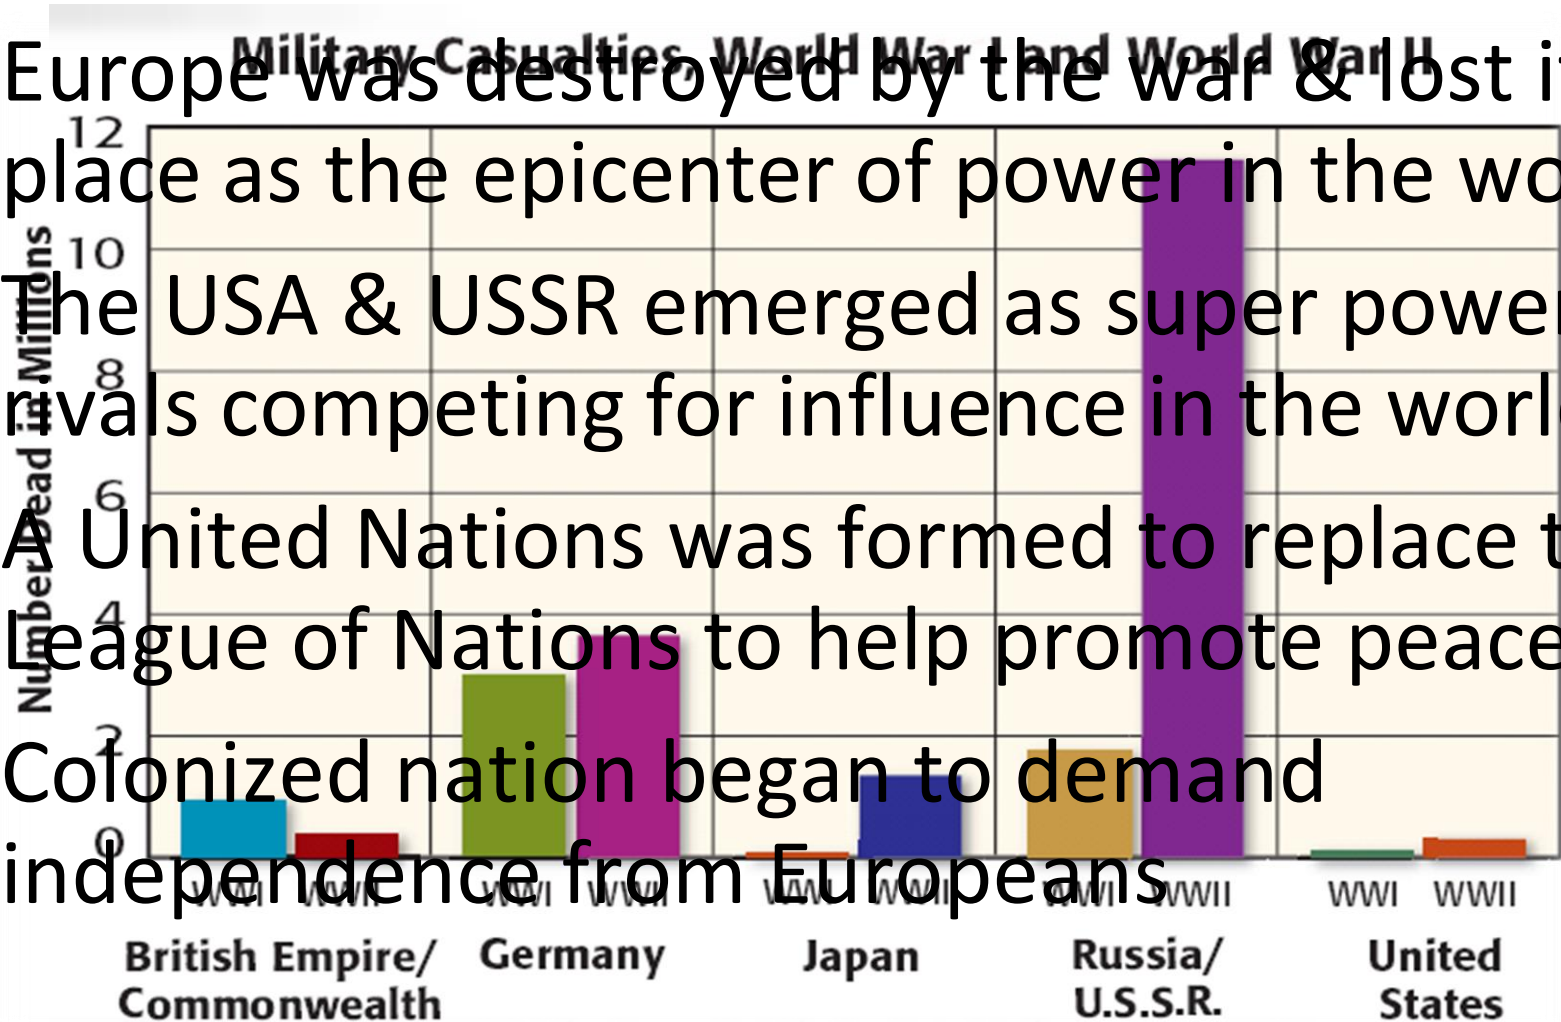 Military Casualties, World War I and World War II
Europe was destroyed by the war & lost
place as the epicenter of power in the
The USA & USSR emerged as super
rivals competing for influence in the
A United Nations was formed to replace
League of Nations to help promote peace
Colonized nation began to demand
independence from Europeans
Number Dead in Millions
12
10
8
6
4
2
0
WWI WWII WWI WWII WWI WWII WWI WWII WWI WWII
British Empire/ Germany Japan Russia/ United
Commonwealth U.S.S.R. States